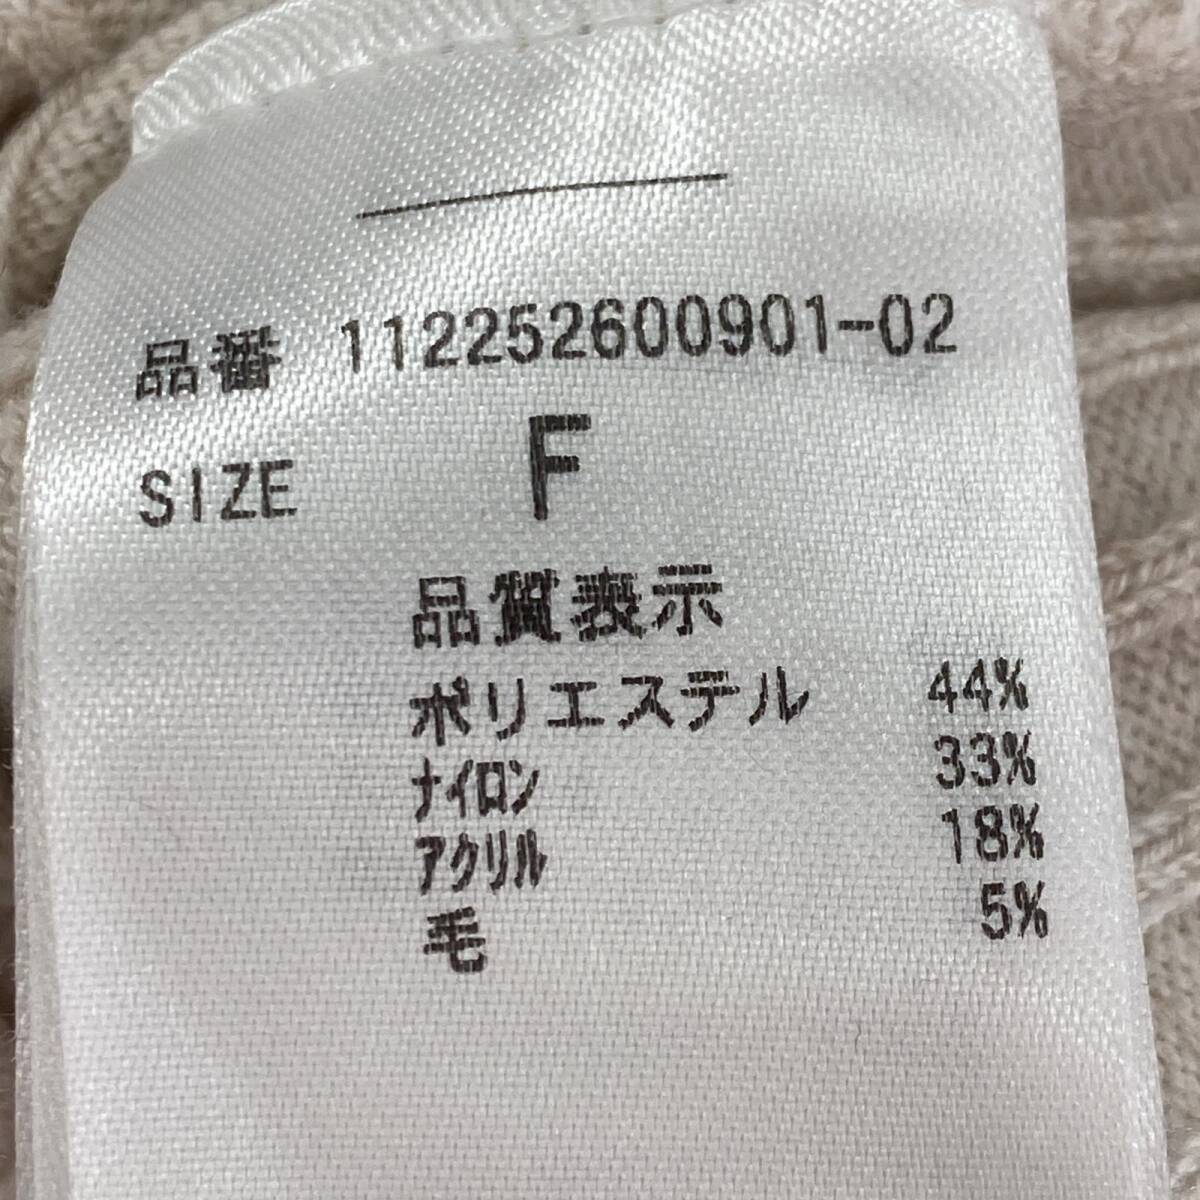 品番 112252600901-02
SIZE F
品質表示
ポリエステル 44%
ナイロン 33%
アクリル 18%
毛 5%